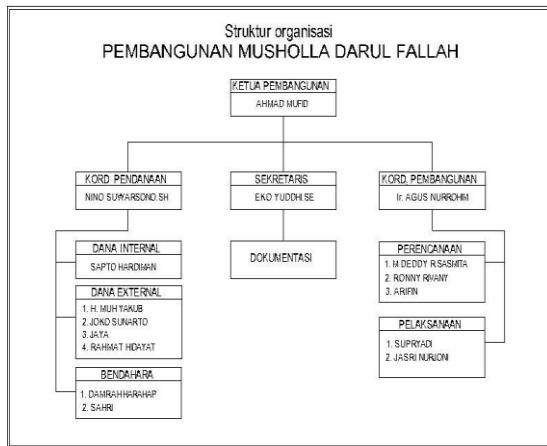 Struktur organisasi
PEMBANGUNAN MUSHOLLA DARUL FALLAH
KETUA PEMBANGUNAN
AHMAD MUFID
KORD PENDANAAN
NINO SUWARSONO,SH
SEKRETARIS
EKO YUDDHI,SE
KORD, PEMBANGUNAN
Ir. AGUS NURROHIM
DANA INTERNAL
SAPTO HARDIMAN
DOKUMENTASI
PERENCANAAN
1. M DEDDY R.SASMITA
2. RONNY RIVANY
3. ARIFIN
DANA EXTERNAL
1. H. MUH YAKUB
2. JOKO SUNARTO
3. JAYA
4. RAHMAT HIDAYAT
PELAKSANAAN
1. SUPRYADI
2. JASRI NURJONI
BENDAHARA
1. DAMRAH HARAHAP
2. SAHRI